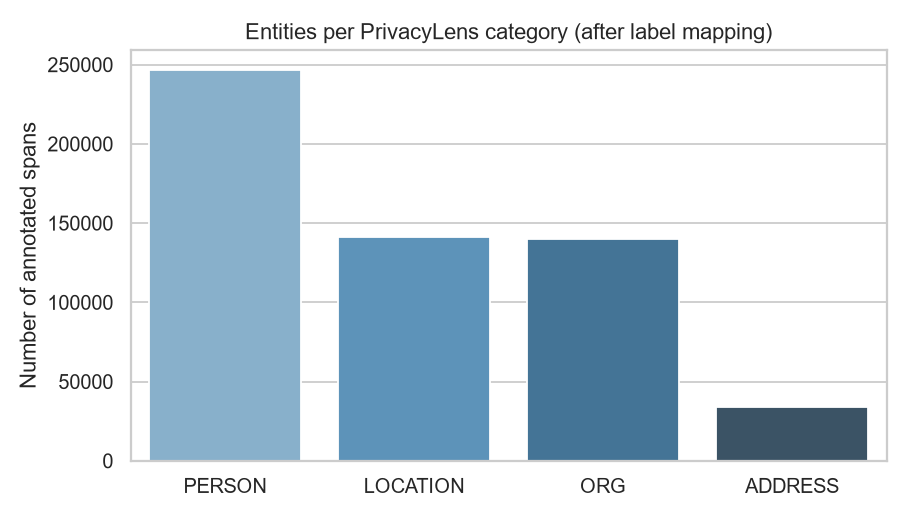 Entities per PrivacyLens category (after label mapping)
Number of annotated spans
250000
200000
150000
100000
50000
0
PERSON LOCATION ORG ADDRESS